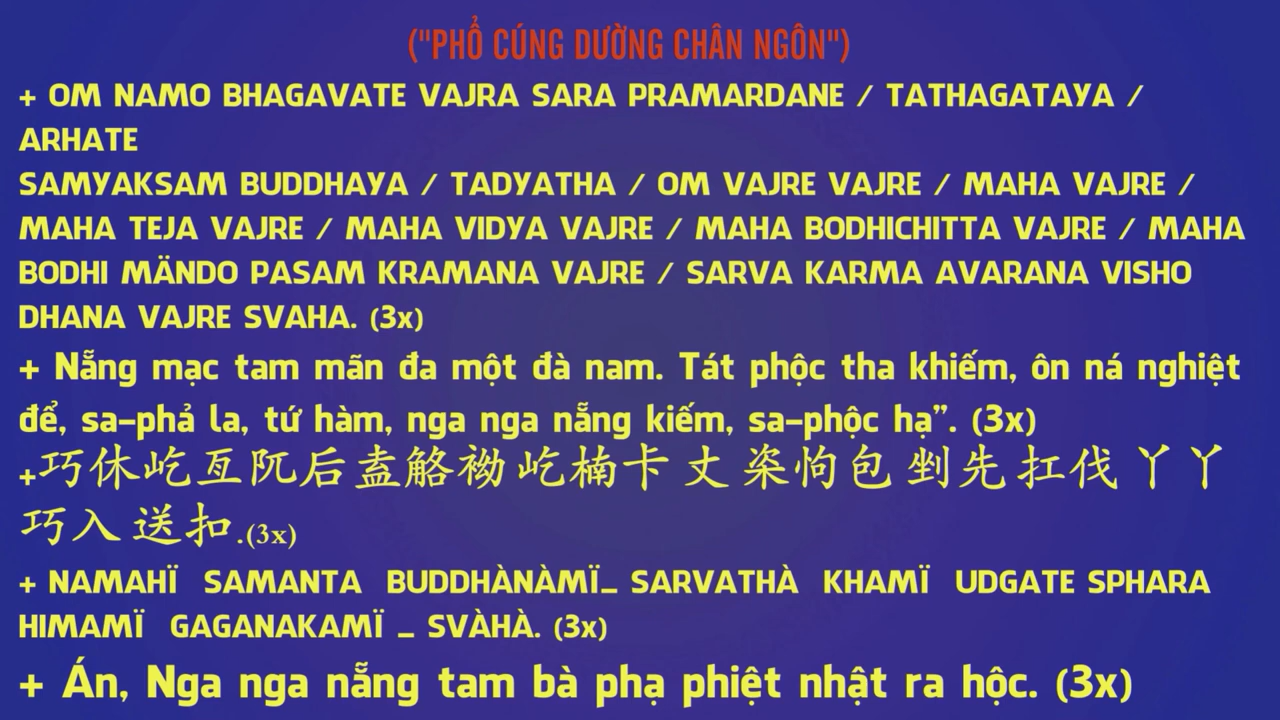 ("PHỔ CÚNG DƯỜNG CHÂN NGÔN")
+ OM NAMO BHAGAVATE VAJRA SARA PRAMARDANE / TATHAGATAYA /
ARHATE
SAMYAKSAM BUDDHAYA / TADYATHA / OM VAJRE VAJRE / MAHA VAJRE /
MAHA TEJA VAJRE / MAHA VIDYA VAJRE / MAHA BODHICHITTA VAJRE / MAHA
BODHI MÄNDO PASAM KRAMANA VAJRE / SARVA KARMA AVARANA VISHO
DHANA VAJRE SVAHA. (3x)
+ Nẵng mạc tam mãn đa một đà nam. Tát phộc tha khiếm, ôn ná nghiệt
để, sa-phả la, tứ hàm, nga nga nẵng kiếm, sa-phộc hạ”. (3x)
+巧休屹亙阢后盍觡袎 屹楠卡 丈 桼怐包 剉先 扛伐 丫丫
巧入 送扣.(3x)
+ NAMAHÏ SAMANTA BUDDHÀNÀMÏ_ SARVATHÀ KHAMÏ UDGATE SPHARA
HIMAMÏ GAGANAKAMÏ _ SVÀHÀ. (3x)
+ Án, Nga nga nẵng tam bà phạ phiệt nhật ra hộc. (3x)